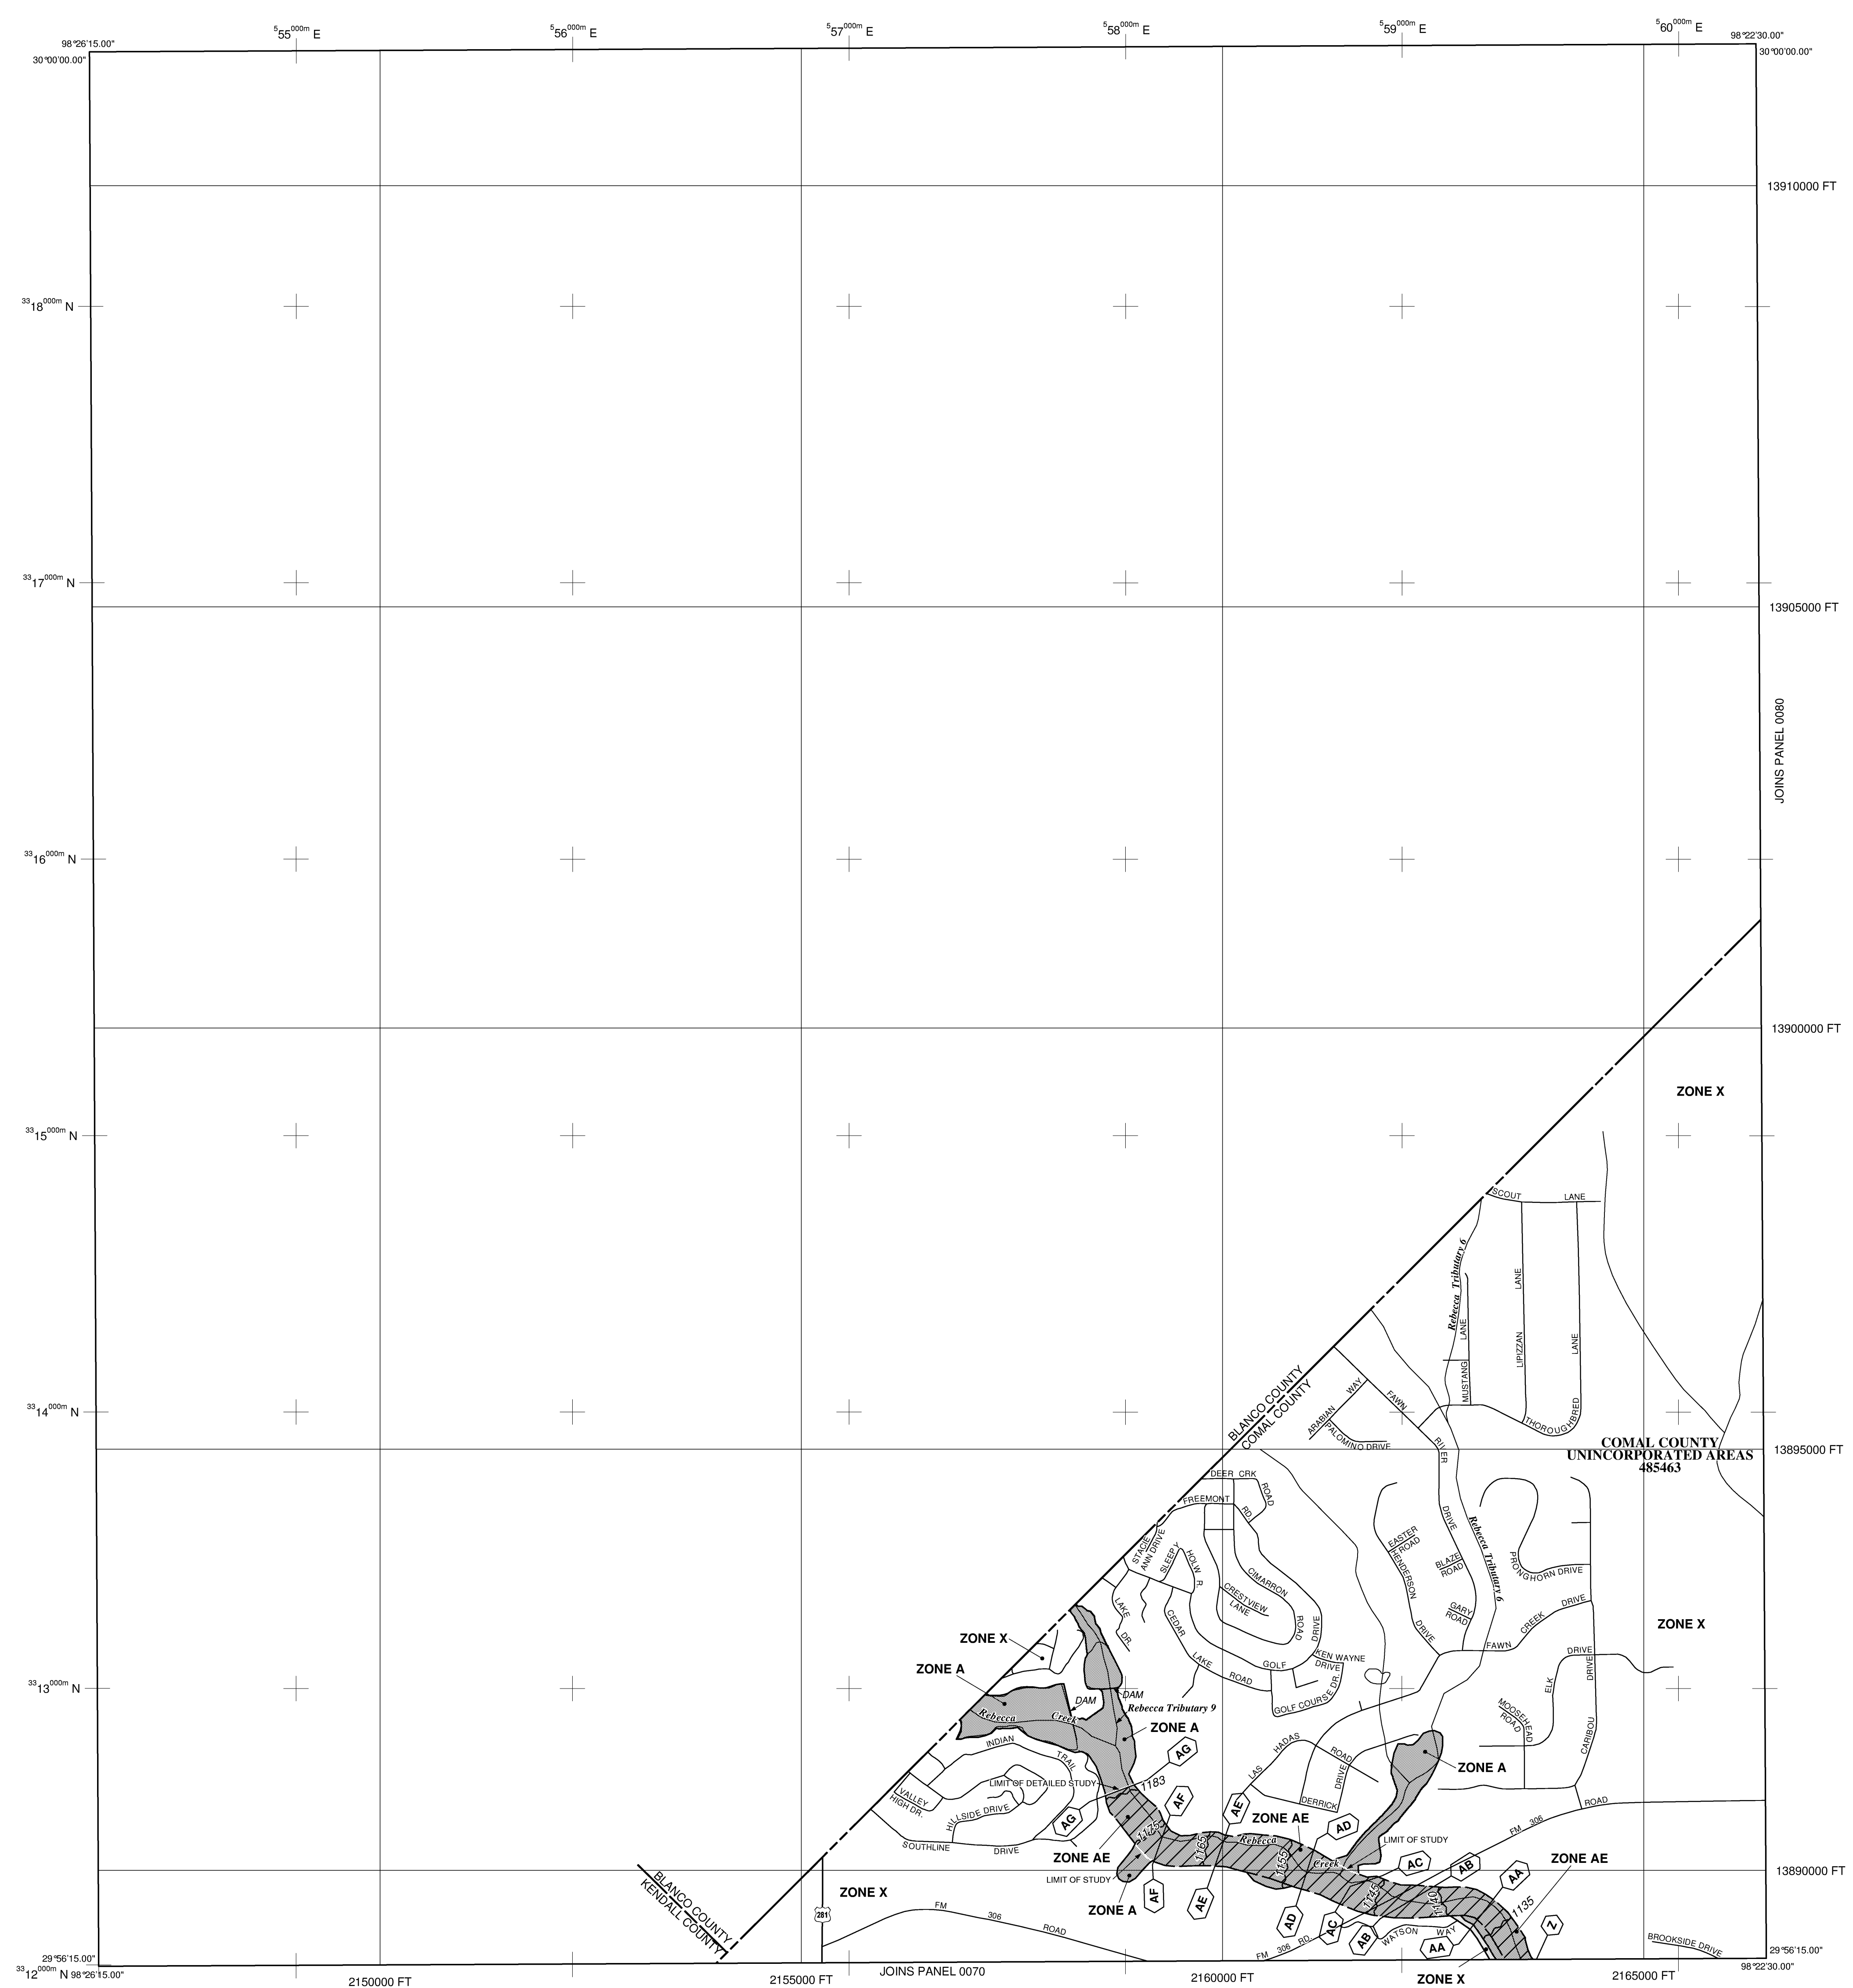 555000m E
556000m E
557000m E
558000m E
559000m E
560000m E
98°26'15.00"
98°22'30.00"
30°00'00.00"
30°00'00.00"
13910000 FT
3318000m N
3317000m N
13905000 FT
JOINS PANEL 0080
3316000m N
13900000 FT
ZONE X
3315000m N
SCOUT LANE
Rebecca Tributary 6
LANE
LIPIZZAN
LANE
MUSTANG
LANE
BLANCO COUNTY
COMAL COUNTY
ARABIAN WAY
FAWN
THOROUGHBRED
3314000m N
PALOMINO DRIVE
RIVER
DRIVE
COMAL COUNTY
UNINCORPORATED AREAS
485463
13895000 FT
DEER CRK
ROAD
FREEMONT
RD.
STACIE
ANN DRIVE
SLEEPY
HOLW
R.
CIMARRON
ROAD
CRESTVIEW
LANE
EASTER
ROAD
HENDERSON
DRIVE
BLAZE
ROAD
Rebecca Tributary 6
PRONGHORN DRIVE
GARY
ROAD
LAKE
DR.
CEDAR
LAKE
ROAD
GOLF
DRIVE
KEN WAYNE
DRIVE
GOLF COURSE DR.
FAWN
CREEK
DRIVE
DRIVE
DRIVE
ELK
ZONE X
ZONE X
ZONE A
3313000m N
DAM
DAM
Rebecca Tributary 9
Rebecca
Creek
ZONE A
MOOSEHEAD
ROAD
CARIBOU
INDIAN
TRAIL
AG
LAS HADAS
ROAD
DRIVE
DERRICK
ZONE A
LIMIT OF DETAILED STUDY
1183
VALLEY
HIGH DR.
HILLSIDE DRIVE
AG
AF
AE
ZONE AE
AD
FM 306 ROAD
SOUTHLINE DRIVE
1175
1165
Rebecca
1155
Creek
LIMIT OF STUDY
ZONE AE
AC
AB
AA
ZONE AE
13890000 FT
LIMIT OF STUDY
BLANCO COUNTY
KENDALL COUNTY
ZONE X
ZONE A
281
AF
AE
AD
AC
AB
1145
1140
1135
FM 306 ROAD
FM 306 RD.
WATSON WAY
AA
Z
BROOKSIDE DRIVE
29°56'15.00"
29°56'15.00"
3312000m N
98°26'15.00"
98°22'30.00"
2150000 FT
2155000 FT
JOINS PANEL 0070
2160000 FT
ZONE X
2165000 FT